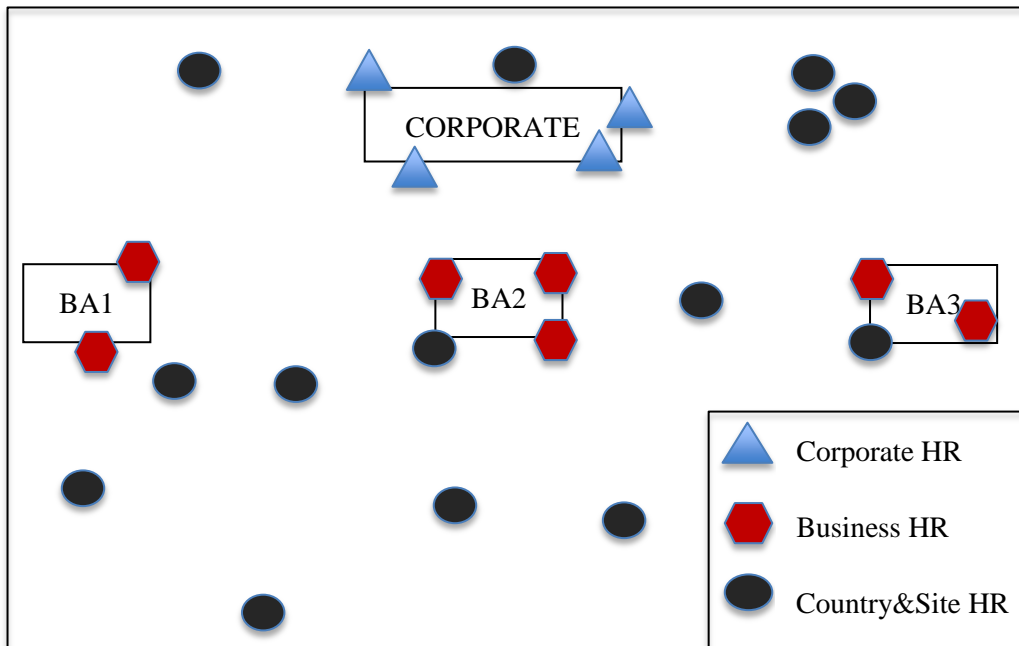 CORPORATE
BA1
BA2
BA3
Corporate HR
Business HR
Country&Site HR